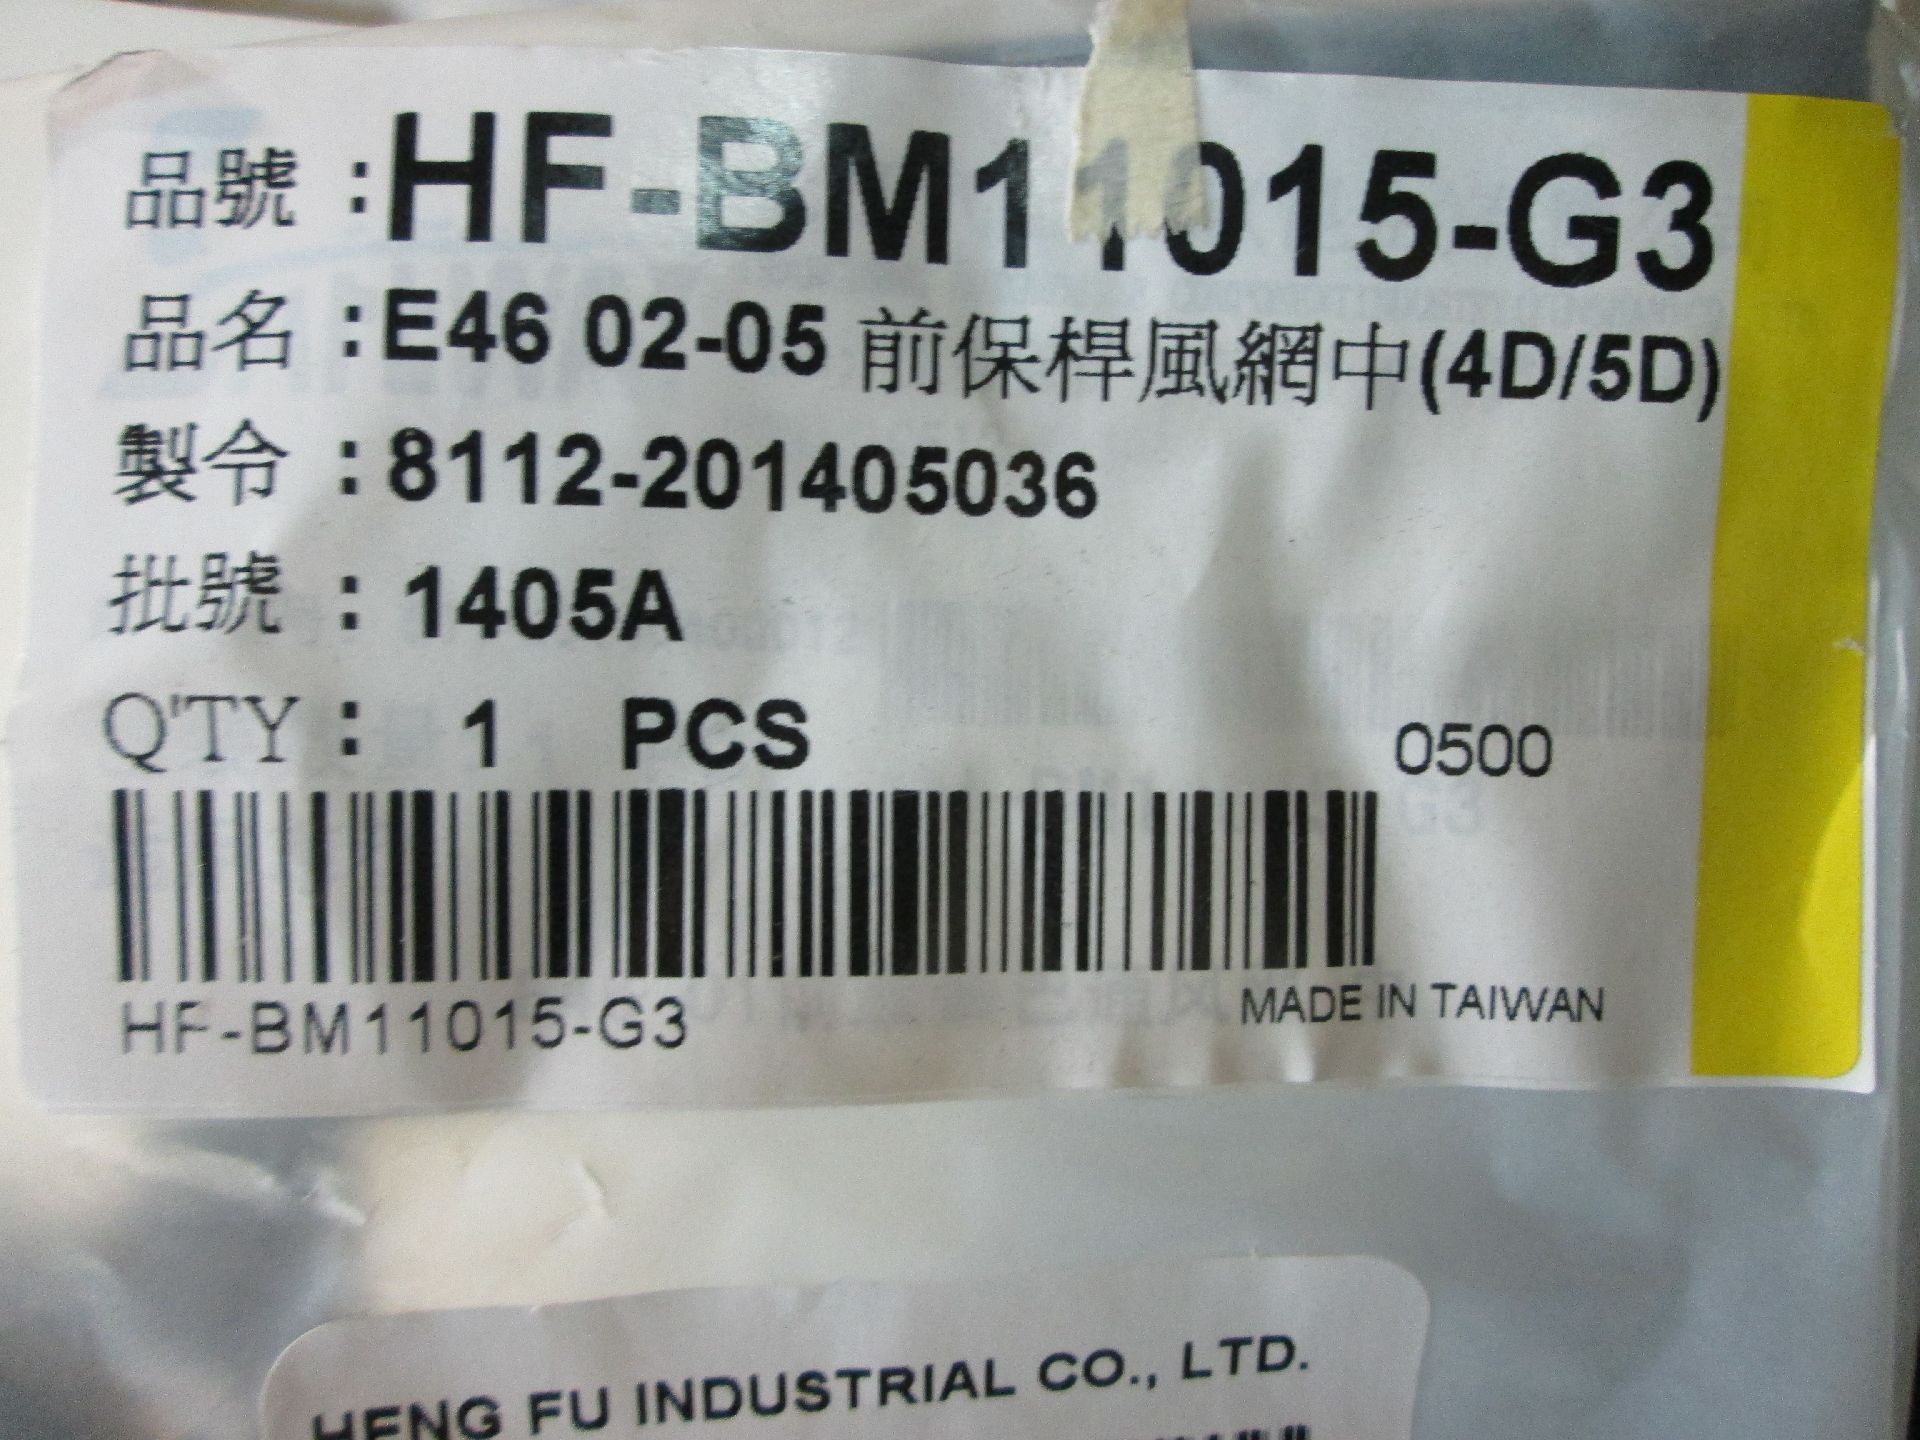 品號：HF-BM11015-G3
品名：E46 02-05 前保桿風網中(4D/5D)
製令：8112-201405036
批號：1405A
Q'TY：1 PCS
0500
HF-BM11015-G3
MADE IN TAIWAN
HENG FU INDUSTRIAL CO., LTD.